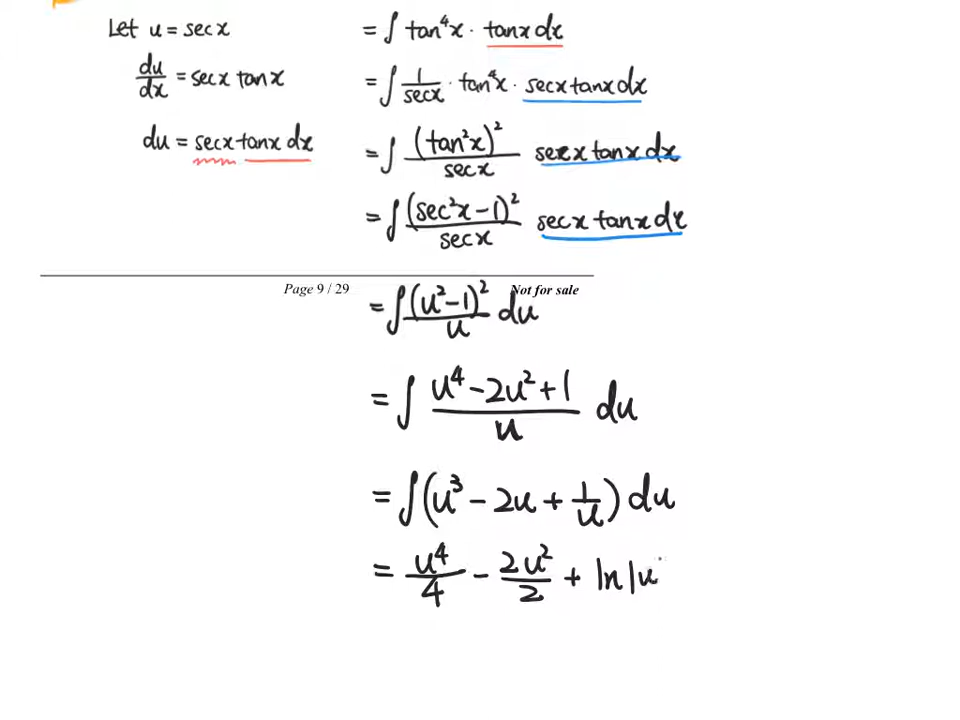 Let u = sec x
du/dx = sec x tan x
du = sec x tan x dx
= ∫ tan⁴x · tan x dx
= ∫ 1/sec x · tan⁴x · sec x tan x dx
= ∫ (tan²x)²/sec x sec x tan x dx
= ∫ (sec²x − 1)²/sec x sec x tan x dx
Page 9 / 29 Not for sale
= ∫ (u² − 1)²/u du
= ∫ (u⁴ − 2u² + 1)/u du
= ∫ (u³ − 2u + 1/u) du
= u⁴/4 − 2u²/2 + ln |u